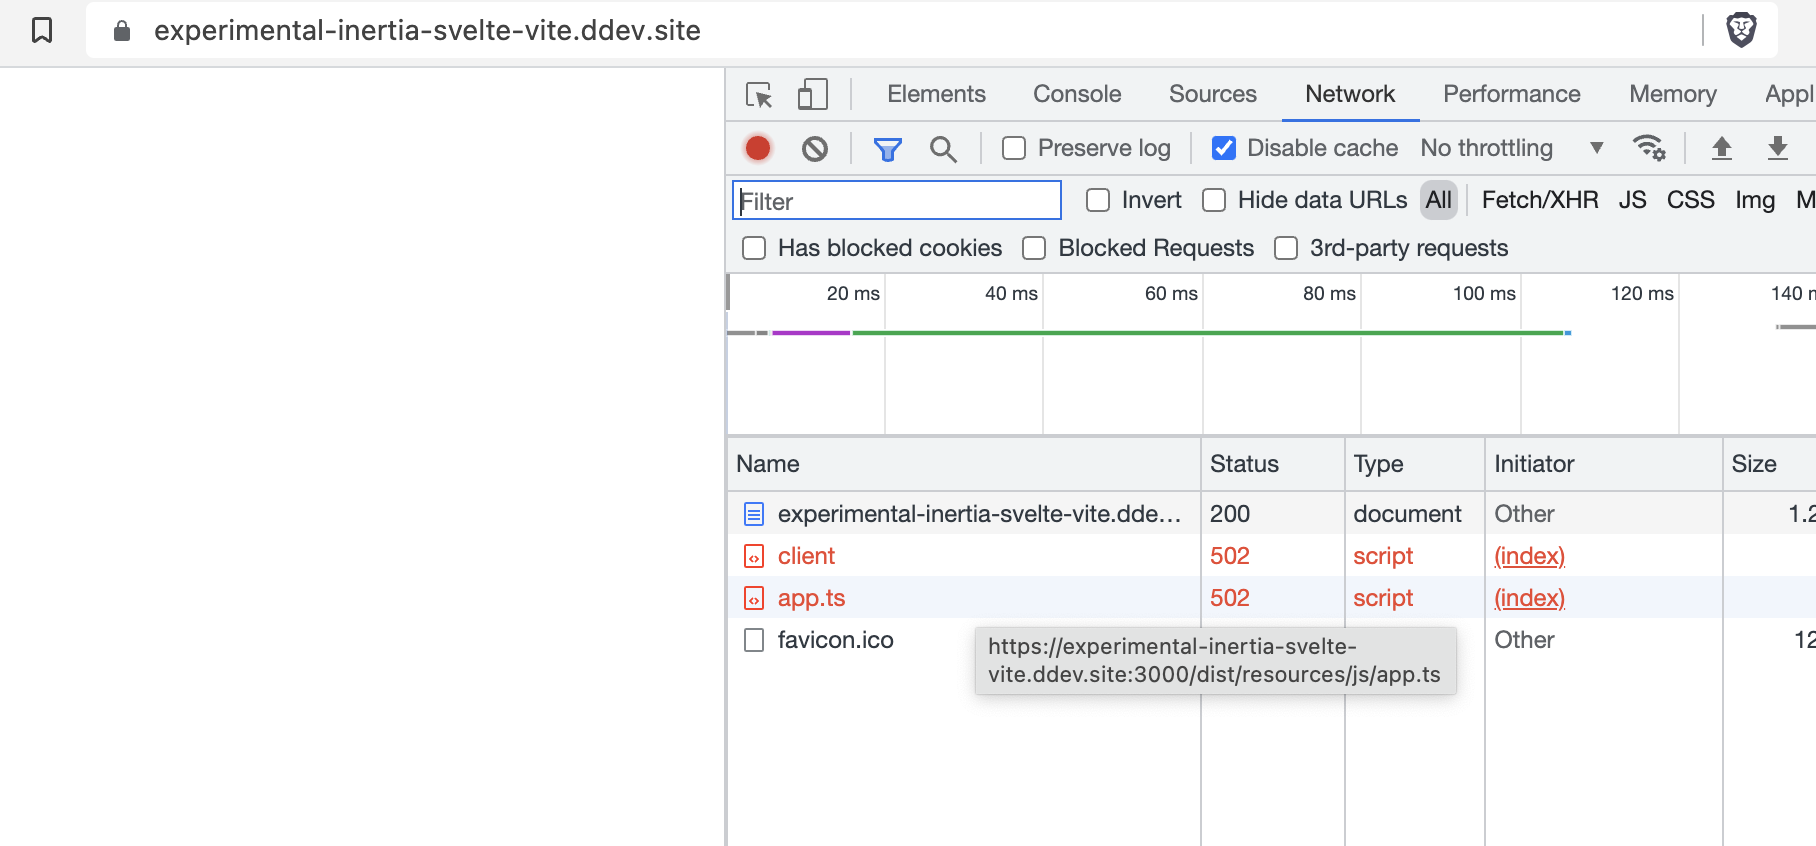 experimental-inertia-svelte-vite.ddev.site
Elements Console Sources Network Performance Memory Appl
Preserve log Disable cache No throttling
Filter Invert Hide data URLs All Fetch/XHR JS CSS Img M
Has blocked cookies Blocked Requests 3rd-party requests
20 ms 40 ms 60 ms 80 ms 100 ms 120 ms 140 m
Name Status Type Initiator Size
experimental-inertia-svelte-vite.dde... 200 document Other 1.2
client 502 script (index)
app.ts 502 script (index)
favicon.ico Other 12
https://experimental-inertia-svelte-
vite.ddev.site:3000/dist/resources/js/app.ts